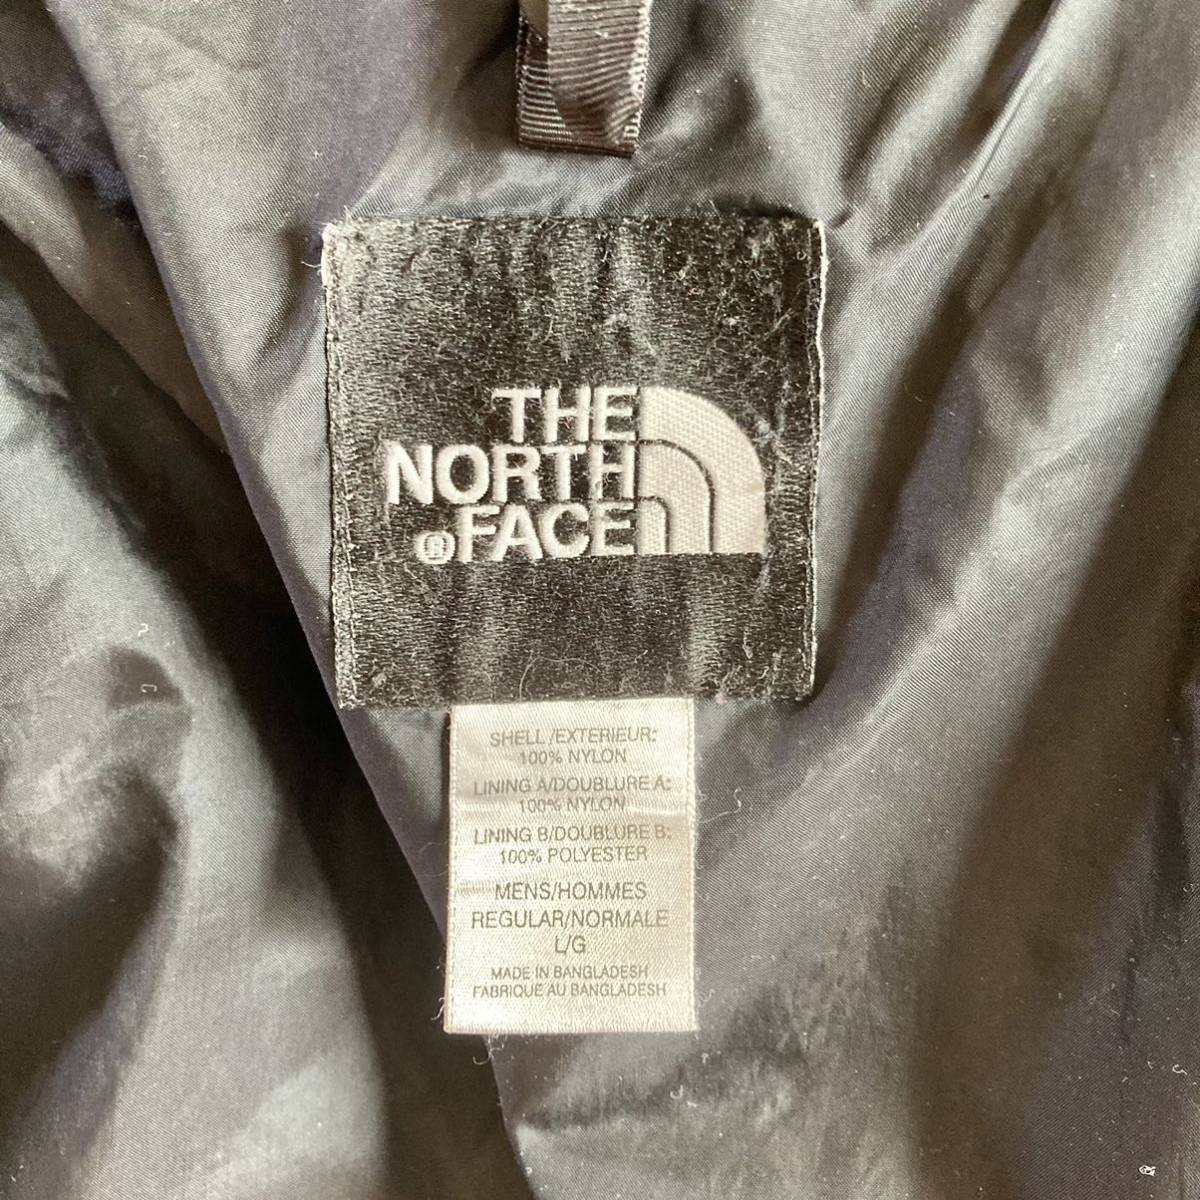 THE
NORTH
® FACE
SHELL /EXTERIEUR:
100% NYLON
LINING A/DOUBLURE A:
100% NYLON
LINING B/DOUBLURE B:
100% POLYESTER
MENS/HOMMES
REGULAR/NORMALE
L/G
MADE IN BANGLADESH
FABRIQUE AU BANGLADESH